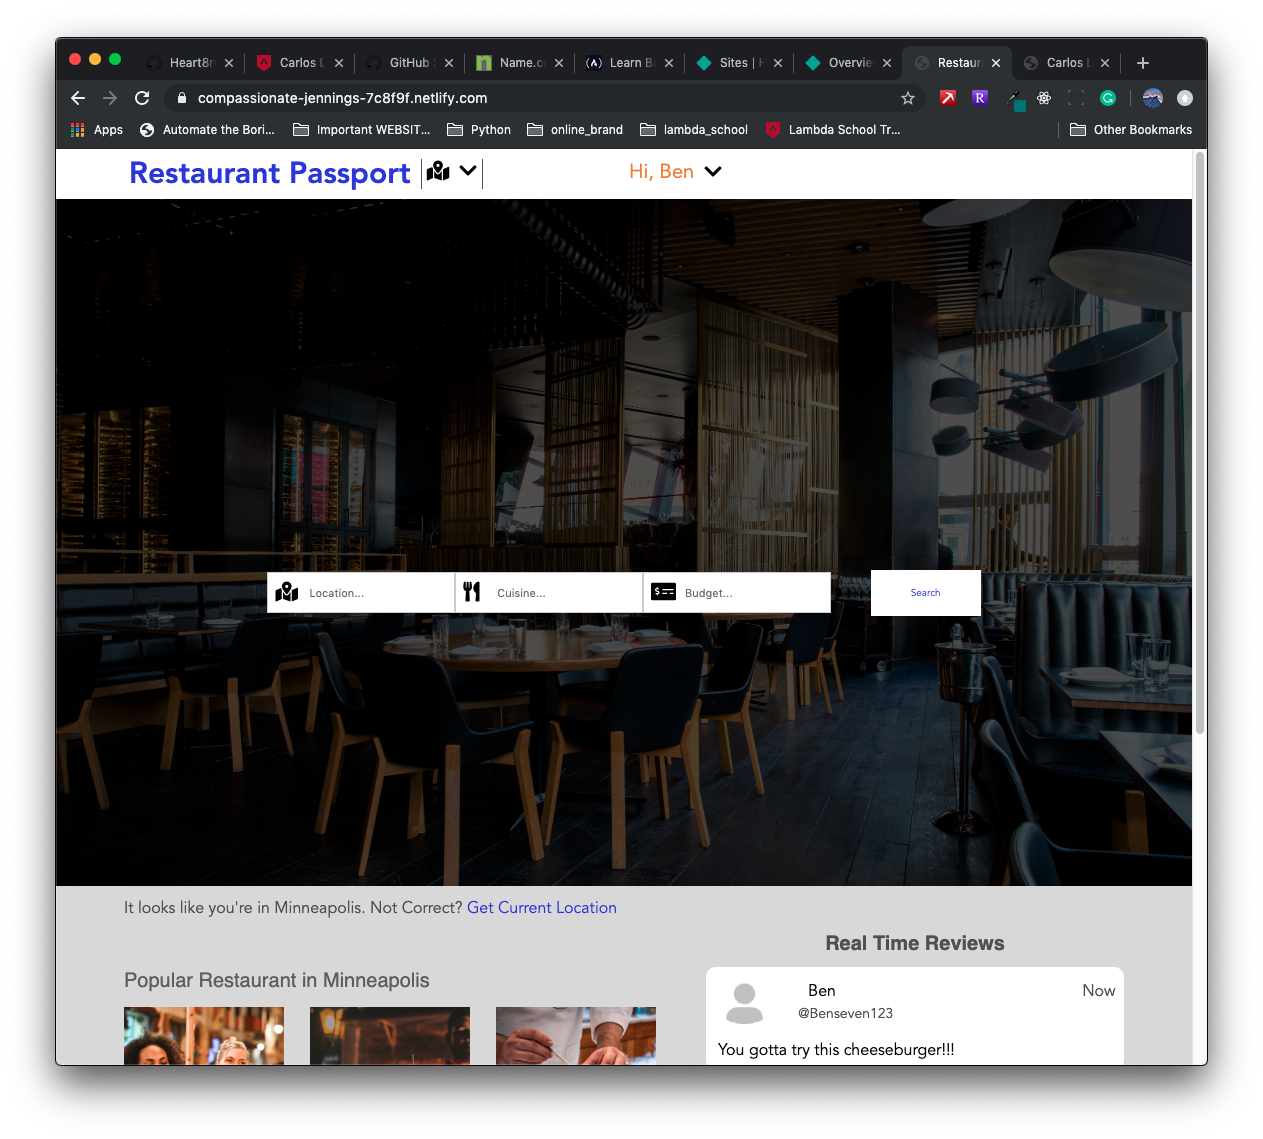 Heart8r
Carlos L
GitHub
Name.c
Learn B
Sites | H
Overvie
Restaur
Carlos L
compassionate-jennings-7c8f9f.netlify.com
Apps
Automate the Bori...
Important WEBSIT...
Python
online_brand
lambda_school
Lambda School Tr...
Other Bookmarks
Restaurant Passport
Hi, Ben
Location...
Cuisine...
Budget...
Search
It looks like you're in Minneapolis. Not Correct? Get Current Location
Real Time Reviews
Popular Restaurant in Minneapolis
Ben
Now
@Benseven123
You gotta try this cheeseburger!!!